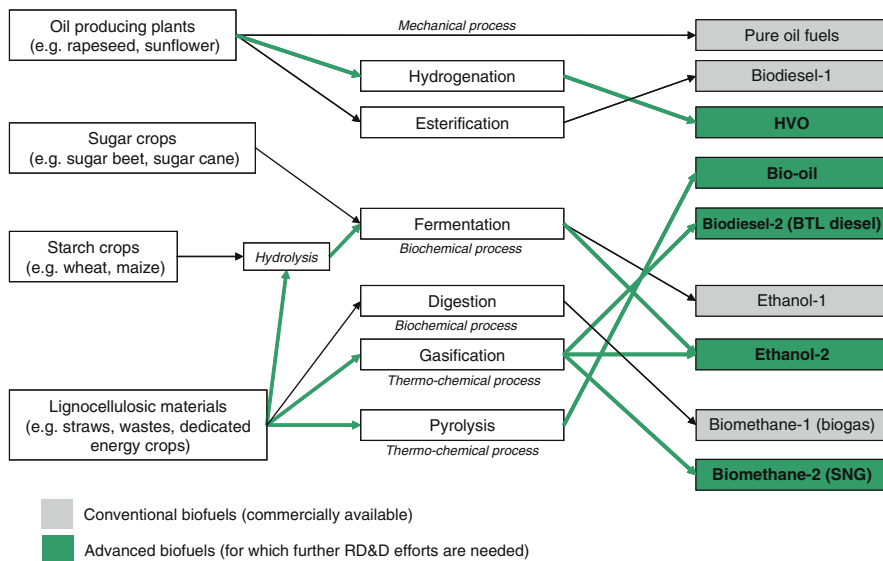 Oil producing plants
(e.g. rapeseed, sunflower)
Mechanical process
Pure oil fuels
Hydrogenation
Biodiesel-1
Esterification
HVO
Sugar crops
(e.g. sugar beet, sugar cane)
Bio-oil
Fermentation
Biodiesel-2 (BTL diesel)
Biochemical process
Starch crops
(e.g. wheat, maize)
Hydrolysis
Digestion
Ethanol-1
Biochemical process
Gasification
Ethanol-2
Thermo-chemical process
Lignocellulosic materials
(e.g. straws, wastes, dedicated
energy crops)
Pyrolysis
Biomethane-1 (biogas)
Thermo-chemical process
Biomethane-2 (SNG)
Conventional biofuels (commercially available)
Advanced biofuels (for which further RD&D efforts are needed)